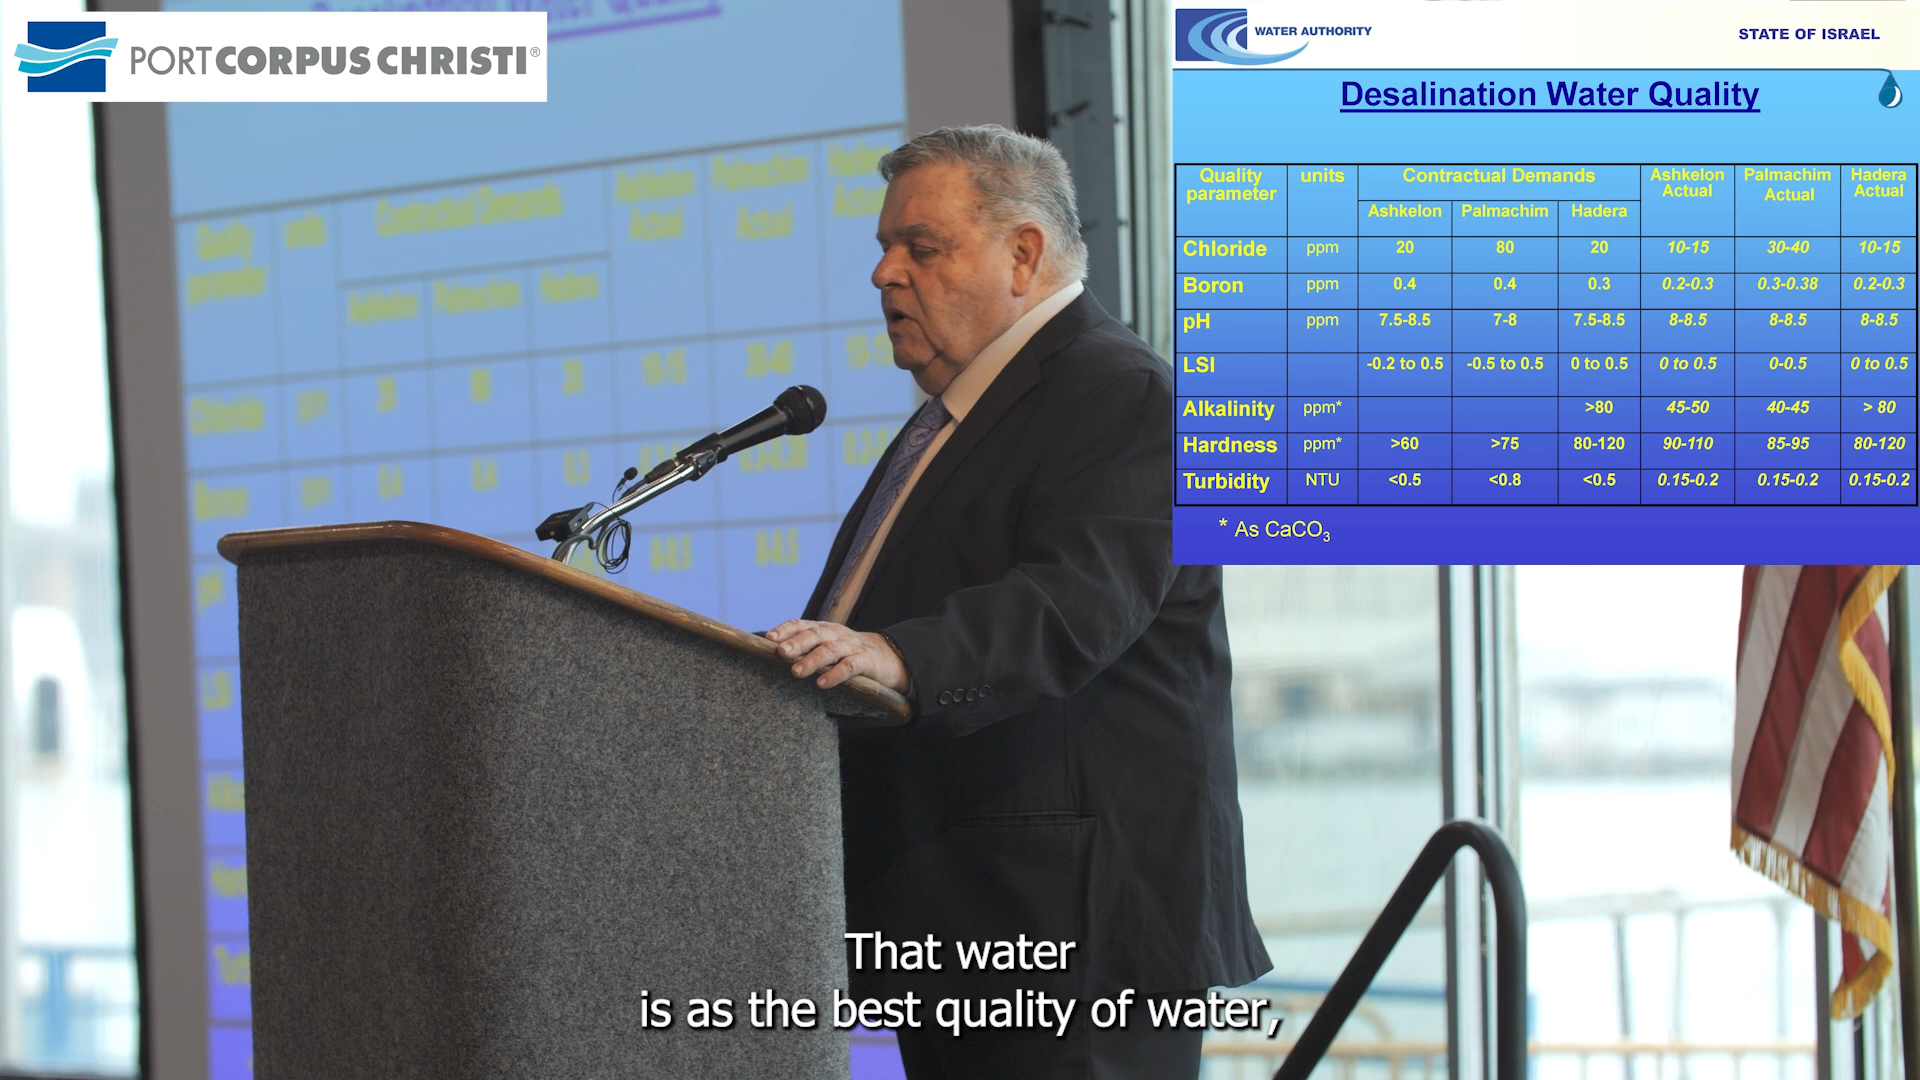 PORT CORPUS CHRISTI®
WATER AUTHORITY
STATE OF ISRAEL
Desalination Water Quality
Quality parameter units Contractual Demands Ashkelon Actual Palmachim Actual Hadera Actual
Ashkelon Palmachim Hadera
Chloride ppm 20 80 20 10-15 30-40 10-15
Boron ppm 0.4 0.4 0.3 0.2-0.3 0.3-0.38 0.2-0.3
pH ppm 7.5-8.5 7-8 7.5-8.5 8-8.5 8-8.5 8-8.5
LSI -0.2 to 0.5 -0.5 to 0.5 0 to 0.5 0 to 0.5 0-0.5 0 to 0.5
Alkalinity ppm* >80 45-50 40-45 > 80
Hardness ppm* >60 >75 80-120 90-110 85-95 80-120
Turbidity NTU <0.5 <0.8 <0.5 0.15-0.2 0.15-0.2 0.15-0.2
* As CaCO₃
That water
is as the best quality of water,